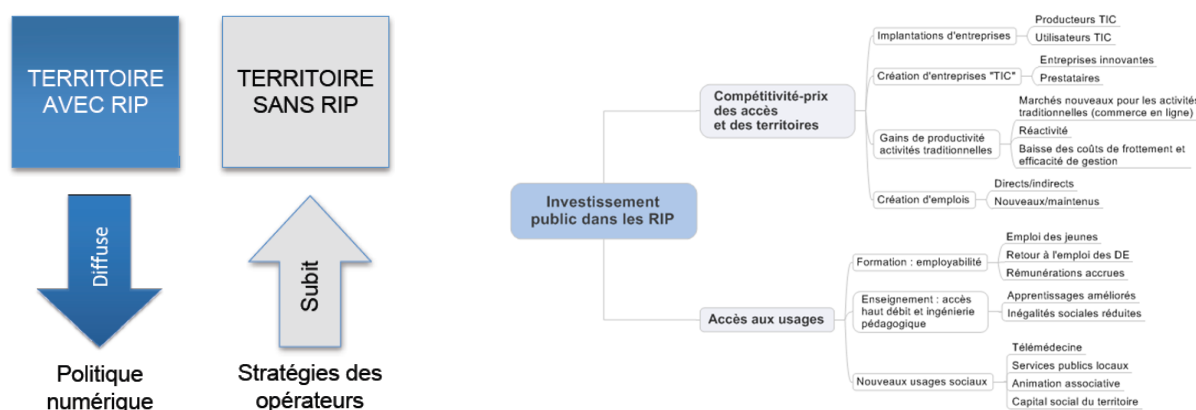 TERRITOIRE
AVEC RIP
Diffuse
Politique
numérique
TERRITOIRE
SANS RIP
Subit
Stratégies des
opérateurs
Investissement
public dans les RIP
Compétitivité-prix
des accès
et des territoires
Implantations d'entreprises
Producteurs TIC
Utilisateurs TIC
Création d'entreprises "TIC"
Entreprises innovantes
Prestataires
Gains de productivité
activités traditionnelles
Marchés nouveaux pour les activités
traditionnelles (commerce en ligne)
Réactivité
Baisse des coûts de frottement et
efficacité de gestion
Création d'emplois
Directs/indirects
Nouveaux/maintenus
Accès aux usages
Formation : employabilité
Emploi des jeunes
Retour à l'emploi des DE
Rémunérations accrues
Enseignement : accès
haut débit et ingénierie
pédagogique
Apprentissages améliorés
Inégalités sociales réduites
Nouveaux usages sociaux
Télémédecine
Services publics locaux
Animation associative
Capital social du territoire